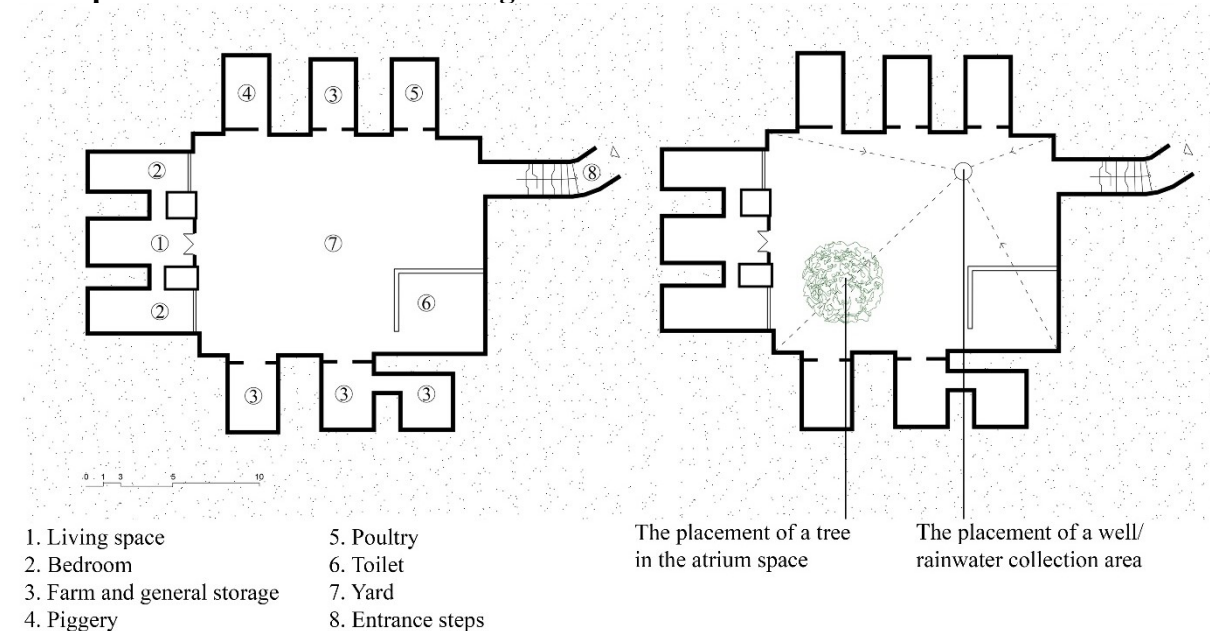 ④ ③ ⑤
⑧
②
①
⑦
⑥
②
③ ③ ③
0 1 3 5 10
1. Living space
2. Bedroom
3. Farm and general storage
4. Piggery
5. Poultry
6. Toilet
7. Yard
8. Entrance steps
The placement of a tree
in the atrium space
The placement of a well/
rainwater collection area